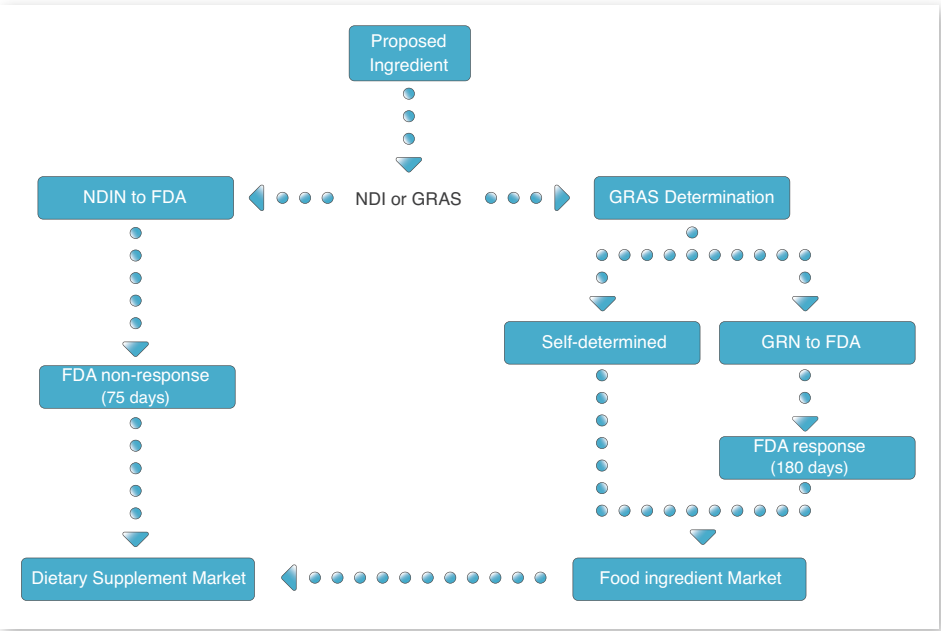 Proposed
Ingredient
NDIN to FDA
NDI or GRAS
GRAS Determination
Self-determined
GRN to FDA
FDA non-response
(75 days)
FDA response
(180 days)
Dietary Supplement Market
Food ingredient Market